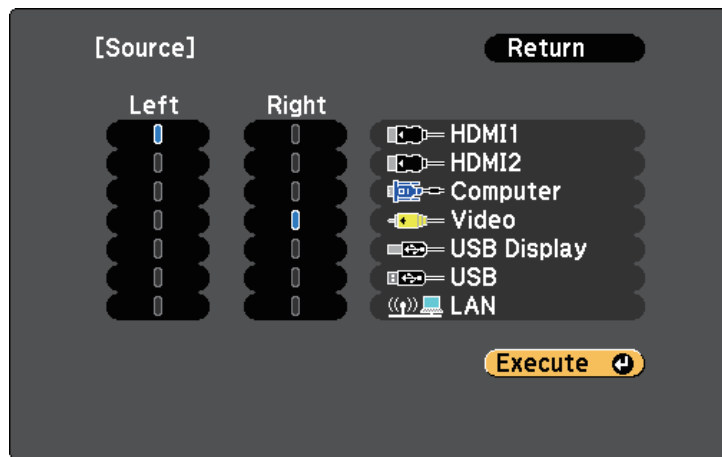 [Source]
Return
Left Right
HDMI1
HDMI2
Computer
Video
USB Display
USB
LAN
Execute